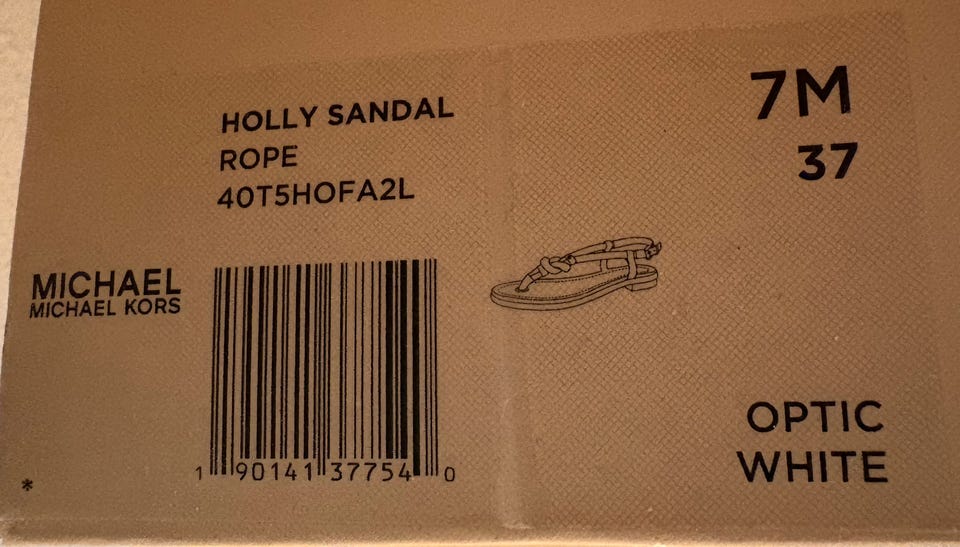 HOLLY SANDAL
ROPE
40T5HOFA2L
7M
37
MICHAEL
MICHAEL KORS
1 90141 37754 0
OPTIC
WHITE
*